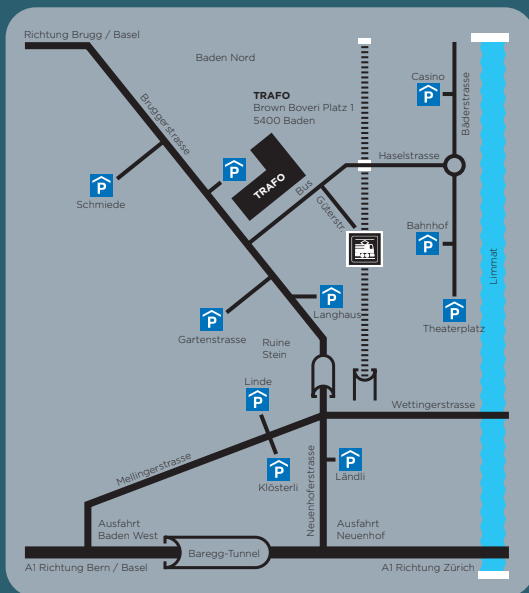 Richtung Brugg / Basel
Baden Nord
TRAFO
Brown Boveri Platz 1
5400 Baden
Casino
P
Bäderstrasse
Bruggerstrasse
P
Schmiede
P
TRAFO
Bus
Haselstrasse
Güterstr.
Bahnhof
P
Limmat
P
Theaterplatz
P
Langhaus
P
Gartenstrasse
Ruine
Stein
Linde
P
Wettingerstrasse
Mellingerstrasse
P
Klösterli
Neuenhoferstrasse
P
Ländli
Ausfahrt
Baden West
Ausfahrt
Neuenhof
Baregg-Tunnel
A1 Richtung Bern / Basel
A1 Richtung Zürich